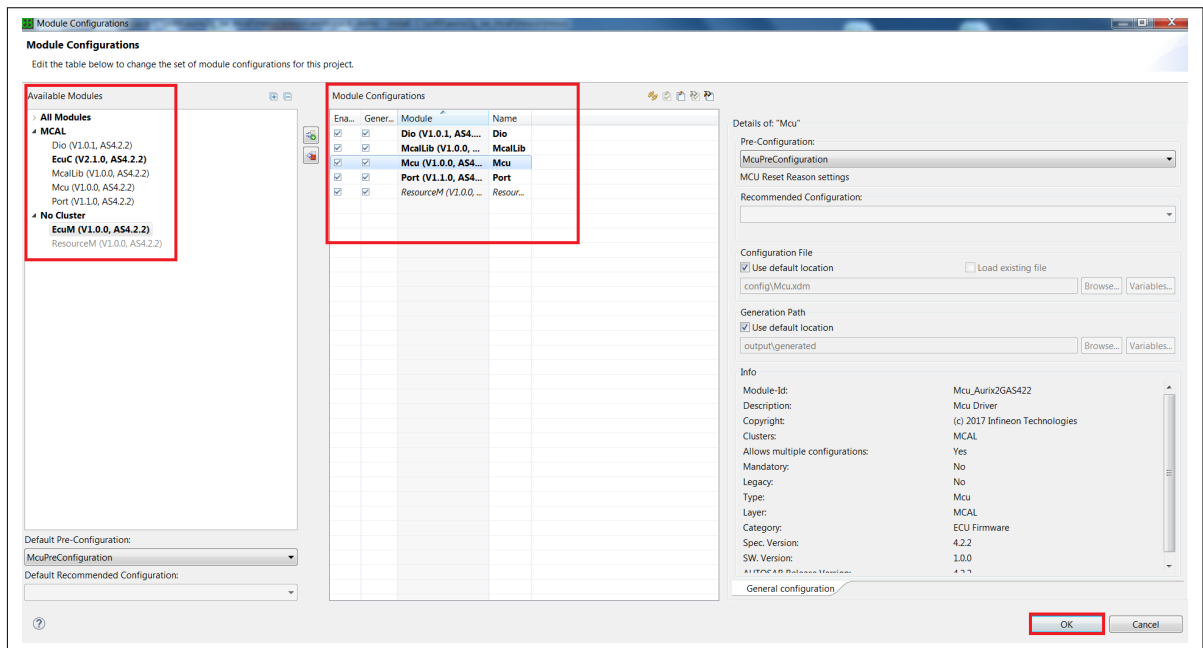 Module Configurations
Module Configurations
Edit the table below to change the set of module configurations for this project.
Available Modules
All Modules
MCAL
Dio (V1.0.1, AS4.2.2)
EcuC (V2.1.0, AS4.2.2)
McalLib (V1.0.0, AS4.2.2)
Mcu (V1.0.0, AS4.2.2)
Port (V1.1.0, AS4.2.2)
No Cluster
EcuM (V1.0.0, AS4.2.2)
ResourceM (V1.0.0, AS4.2.2)
Default Pre-Configuration:
McuPreConfiguration
Default Recommended Configuration:
Module Configurations
Ena... Gener... Module Name
Dio (V1.0.1, AS4.... Dio
McalLib (V1.0.0, ... McalLib
Mcu (V1.0.0, AS4... Mcu
Port (V1.1.0, AS4... Port
ResourceM (V1.0.0, ... Resour...
Details of: "Mcu"
Pre-Configuration:
McuPreConfiguration
MCU Reset Reason settings
Recommended Configuration:
Configuration File
Use default location Load existing file
config\Mcu.xdm Browse... Variables...
Generation Path
Use default location
output\generated Browse... Variables...
Info
Module-Id: Mcu_Aurix2GAS422
Description: Mcu Driver
Copyright: (c) 2017 Infineon Technologies
Clusters: MCAL
Allows multiple configurations: Yes
Mandatory: No
Legacy: No
Type: Mcu
Layer: MCAL
Category: ECU Firmware
Spec. Version: 4.2.2
SW. Version: 1.0.0
AUTOSAR Release Version: 4.2.2
General configuration
OK Cancel